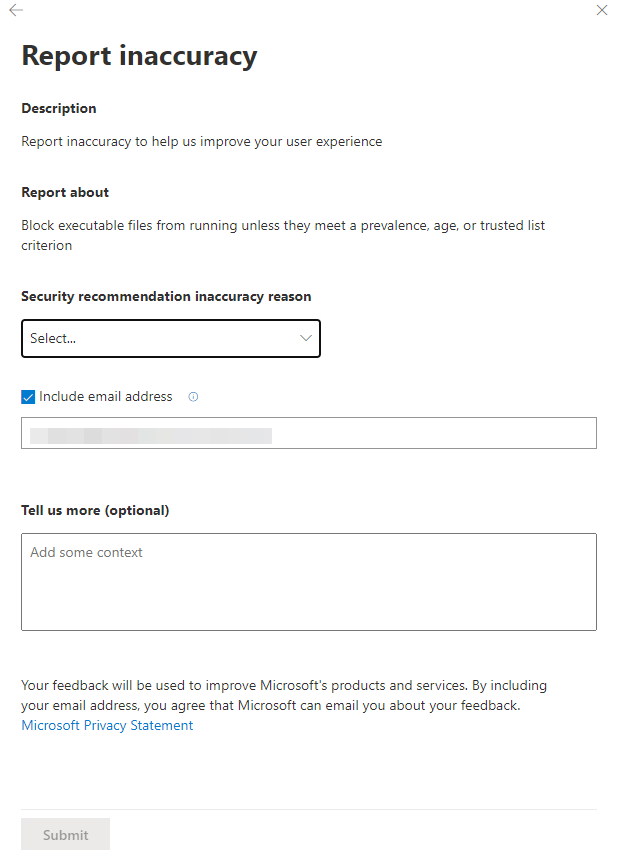 Report inaccuracy
Description
Report inaccuracy to help us improve your user experience
Report about
Block executable files from running unless they meet a prevalence, age, or trusted list
criterion
Security recommendation inaccuracy reason
Select...
Include email address
Tell us more (optional)
Add some context
Your feedback will be used to improve Microsoft's products and services. By including
your email address, you agree that Microsoft can email you about your feedback.
Microsoft Privacy Statement
Submit